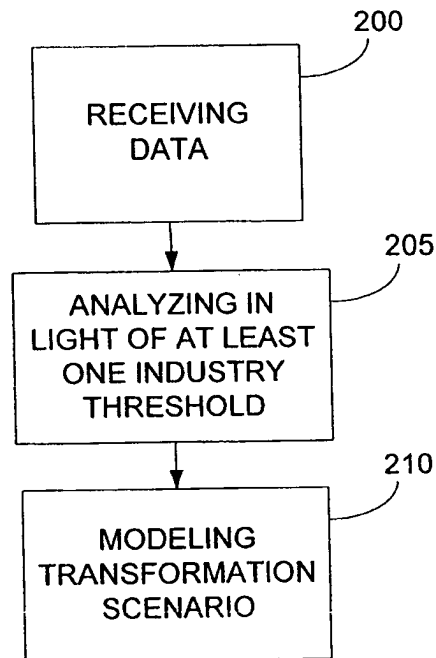 200
RECEIVING
DATA
205
ANALYZING IN
LIGHT OF AT LEAST
ONE INDUSTRY
THRESHOLD
210
MODELING
TRANSFORMATION
SCENARIO